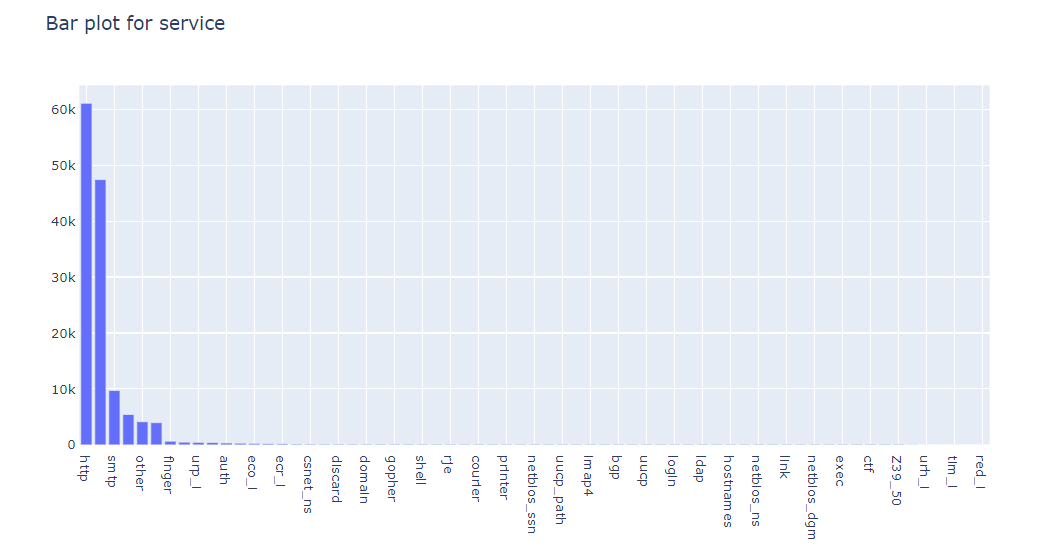 Bar plot for service
60k
50k
40k
30k
20k
10k
0
http
smtp
other
finger
urp_i
auth
eco_i
ecr_i
csnet_ns
discard
domain
gopher
shell
rje
courier
printer
netbios_ssn
uucp_path
imap4
bgp
uucp
login
ldap
hostnames
netbios_ns
link
netbios_dgm
exec
ctf
Z39_50
urh_i
tim_i
red_i